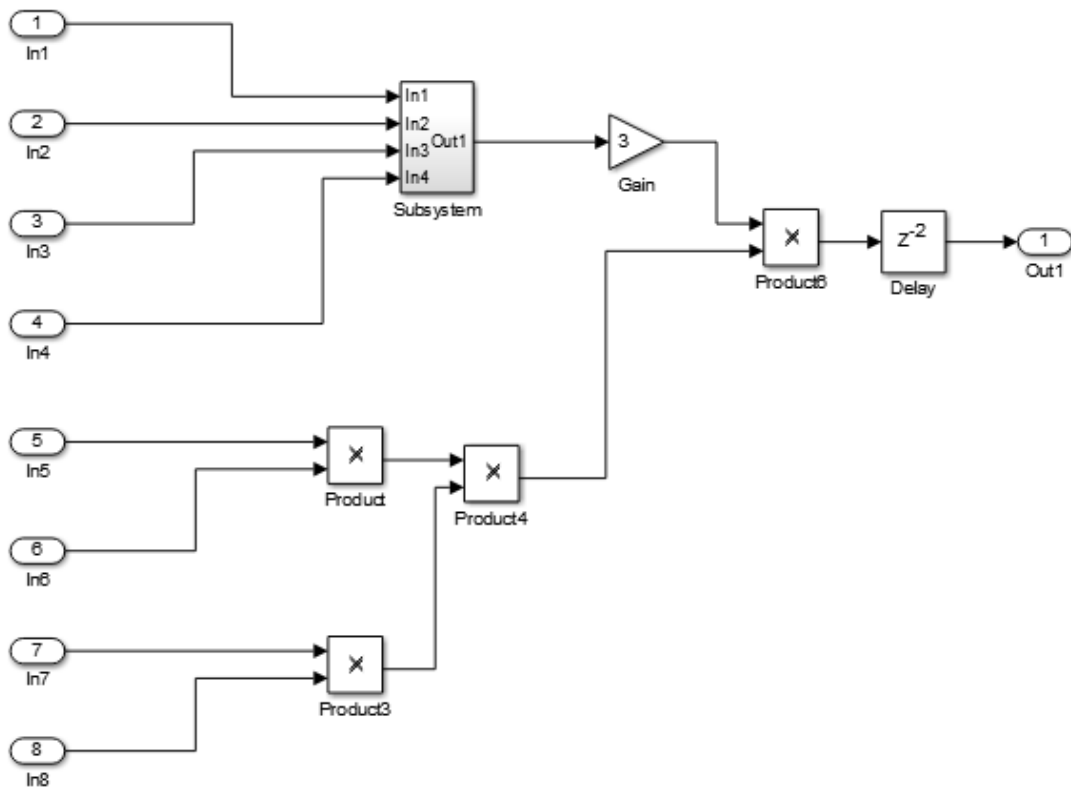 1
In1
2
In2
3
In3
4
In4
In1
In2
In3
In4
Out1
Subsystem
3
Gain
Product6
z-2
Delay
1
Out1
5
In5
6
In6
Product
Product4
7
In7
8
In8
Product3